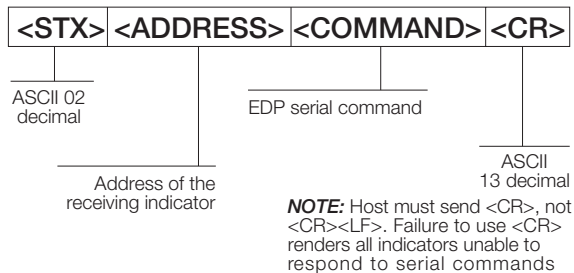 <STX> <ADDRESS> <COMMAND> <CR>
ASCII 02
decimal
EDP serial command
Address of the
receiving indicator
ASCII
13 decimal
NOTE: Host must send <CR>, not
<CR><LF>. Failure to use <CR>
renders all indicators unable to
respond to serial commands